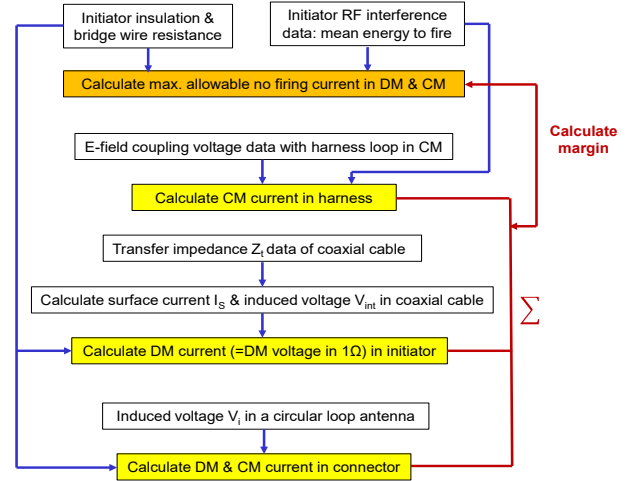 Initiator insulation &
bridge wire resistance
Initiator RF interference
data: mean energy to fire
Calculate max. allowable no firing current in DM & CM
Calculate
margin
E-field coupling voltage data with harness loop in CM
Calculate CM current in harness
Transfer impedance Zt data of coaxial cable
Calculate surface current IS & induced voltage Vint in coaxial cable
∑
Calculate DM current (=DM voltage in 1Ω) in initiator
Induced voltage Vi in a circular loop antenna
Calculate DM & CM current in connector